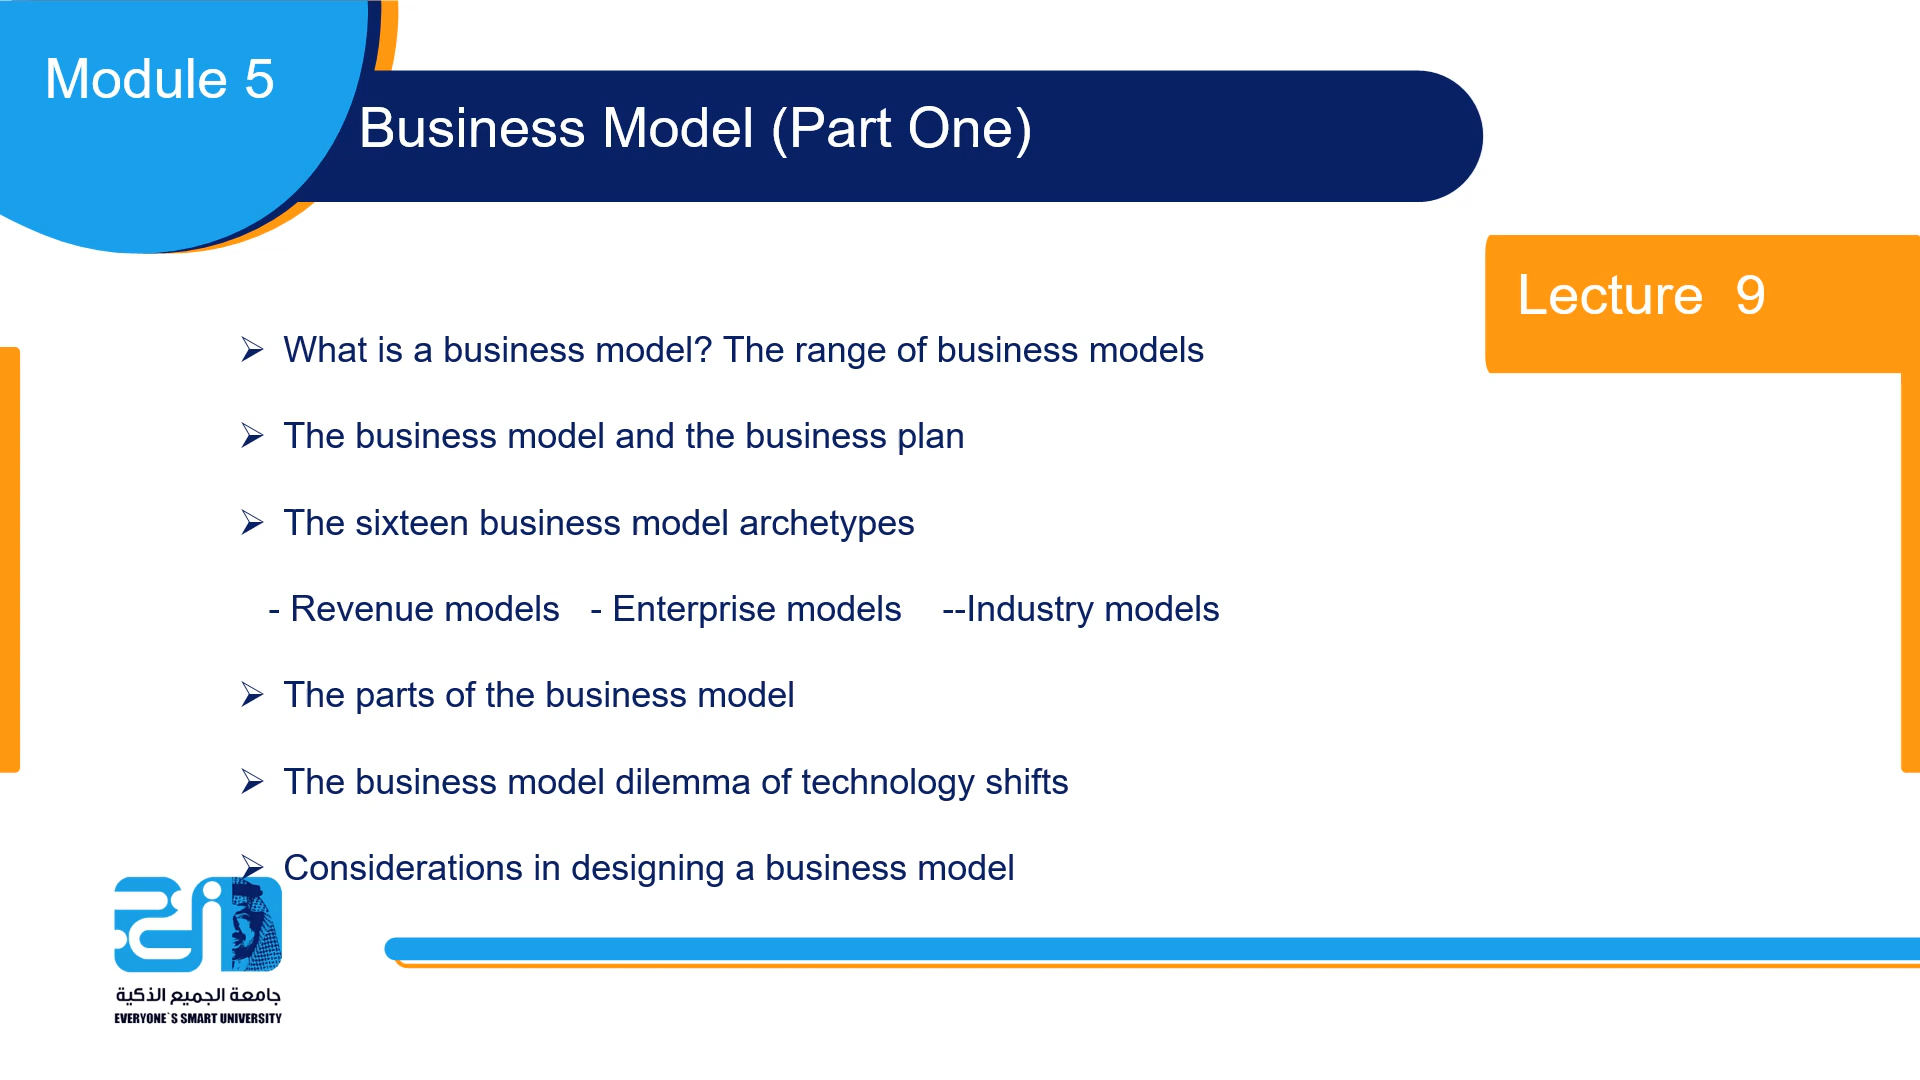 Module 5
Business Model (Part One)
Lecture 9
➢ What is a business model? The range of business models
➢ The business model and the business plan
➢ The sixteen business model archetypes
- Revenue models - Enterprise models --Industry models
➢ The parts of the business model
➢ The business model dilemma of technology shifts
➢ Considerations in designing a business model
جامعة الجميع الذكية
EVERYONE`S SMART UNIVERSITY